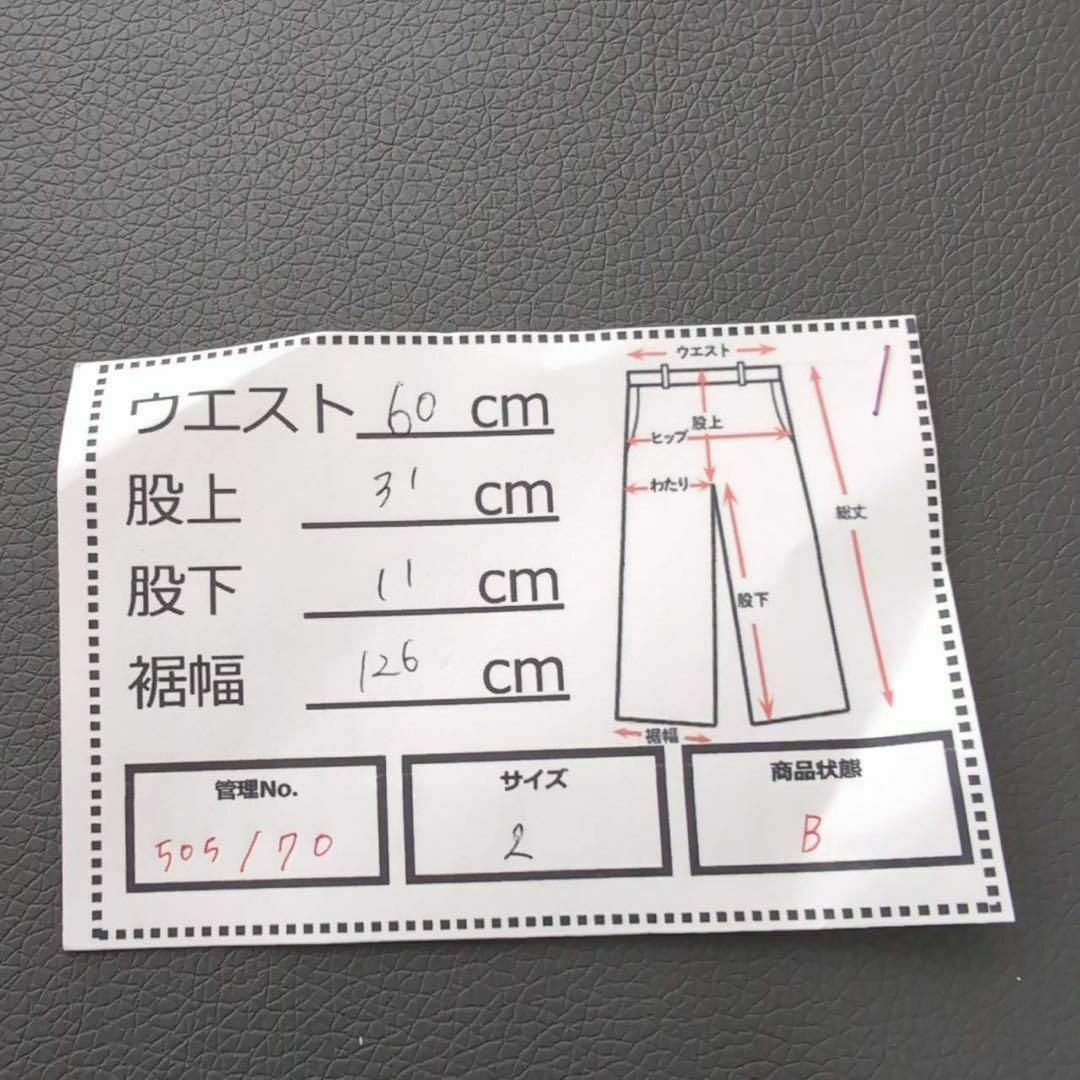 ウエスト 60 cm
股上 31 cm
股下 11 cm
裾幅 126 cm
ウエスト
股上
ヒップ
わたり
総丈
股下
裾幅
管理No.
505/70
サイズ
2
商品状態
B